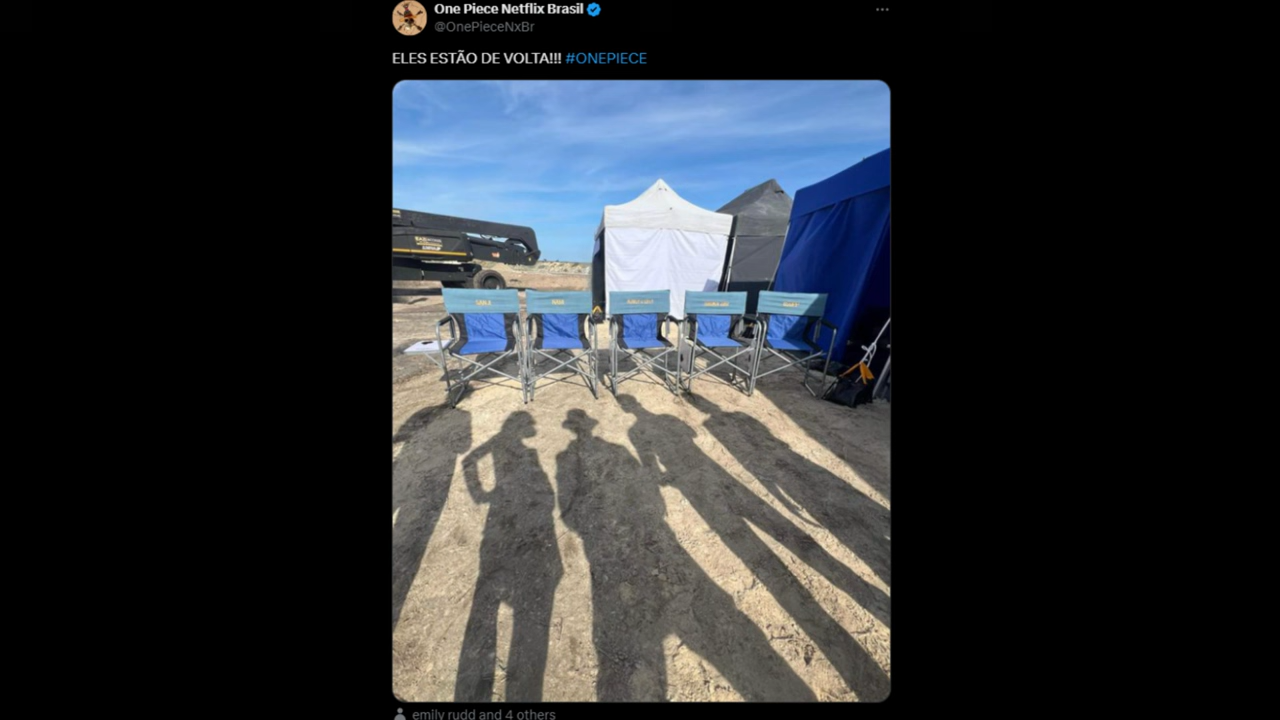 One Piece Netflix Brasil
@OnePieceNxBr
ELES ESTÃO DE VOLTA!!! #ONEPIECE
emily rudd and 4 others